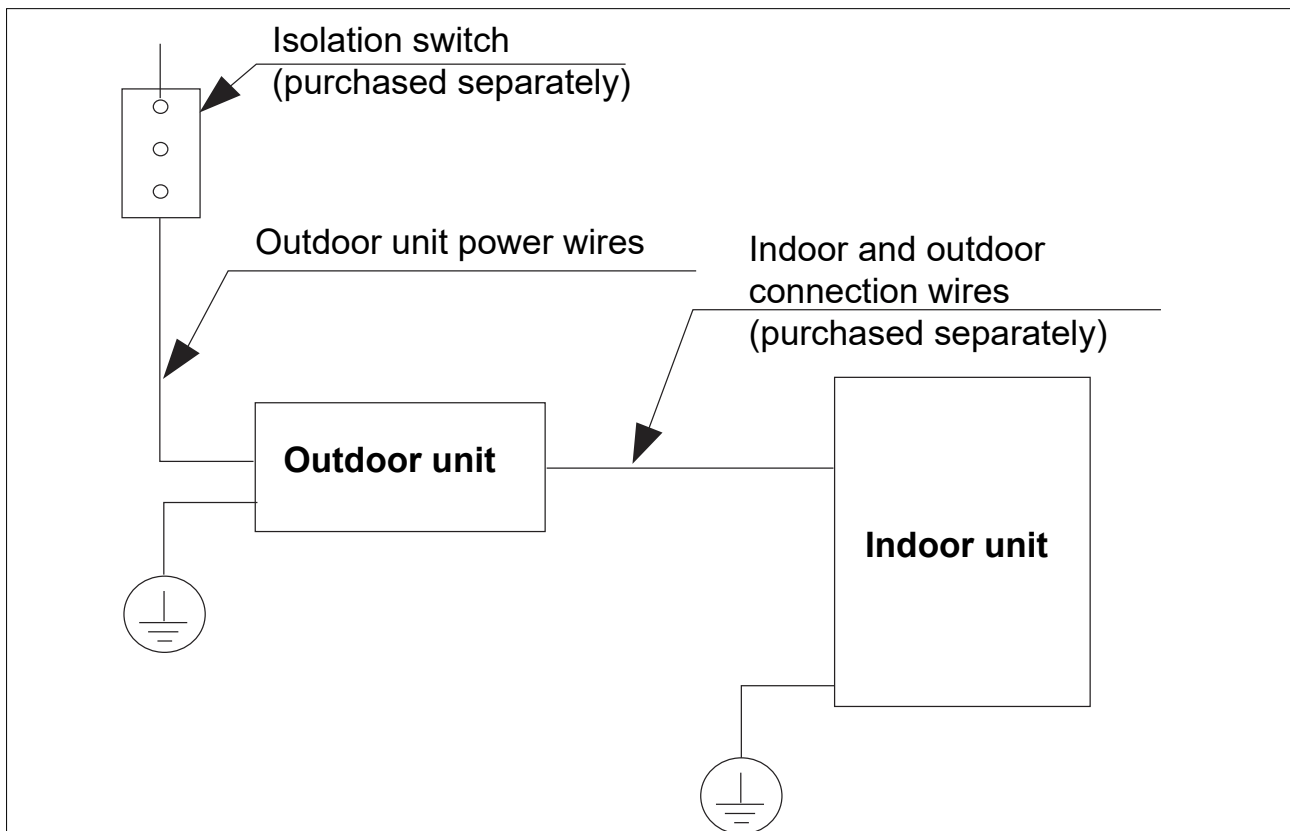 Isolation switch
(purchased separately)
Outdoor unit power wires
Indoor and outdoor
connection wires
(purchased separately)
Outdoor unit
Indoor unit